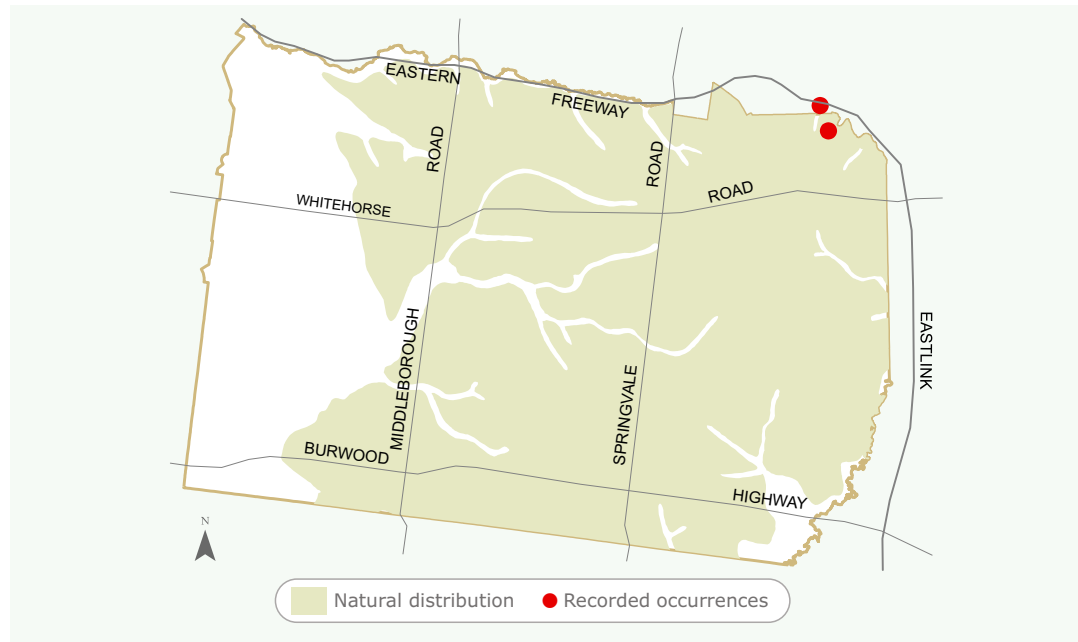 EASTERN
FREEWAY
ROAD
ROAD
ROAD
WHITEHORSE
MIDDLEBOROUGH
SPRINGVALE
EASTLINK
BURWOOD
HIGHWAY
N
Natural distribution
Recorded occurrences